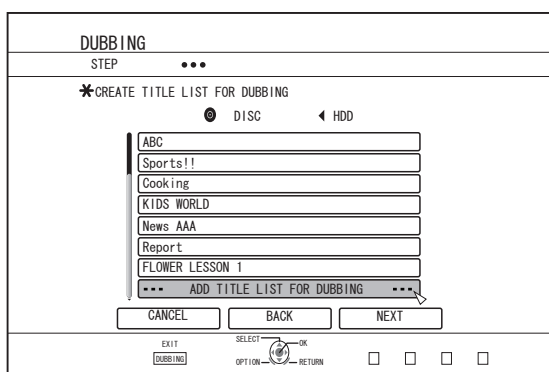 DUBBING
STEP
CREATE TITLE LIST FOR DUBBING
DISC HDD
ABC
Sports!!
Cooking
KIDS WORLD
News AAA
Report
FLOWER LESSON 1
ADD TITLE LIST FOR DUBBING
CANCEL BACK NEXT
EXIT SELECT OK
DUBBING OPTION RETURN